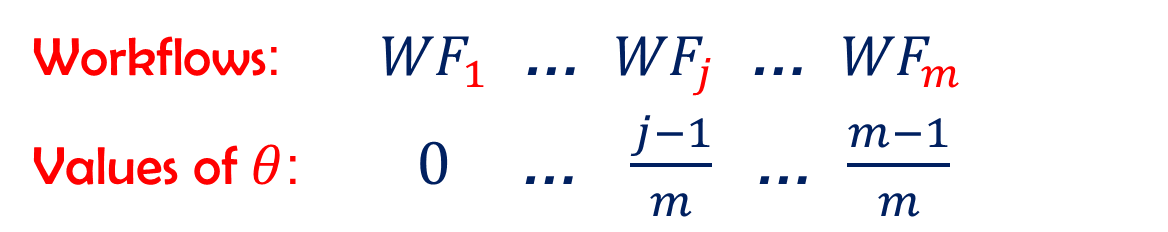 Workflows: WF₁ ... WFⱼ ... WFₘ
Values of θ: 0 ... (j−1)/m ... (m−1)/m